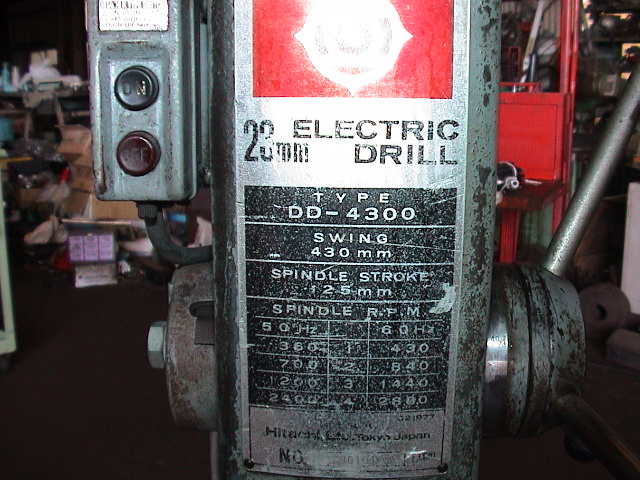 ON
OFF
23mm ELECTRIC
DRILL
TYPE
DD-4300
SWING
430mm
SPINDLE STROKE
125mm
SPINDLE R.P.M.
50Hz 60Hz
360 1 430
700 2 840
1200 3 1440
2400 4 2880
Hitachi, Ltd. Tokyo Japan
NO.